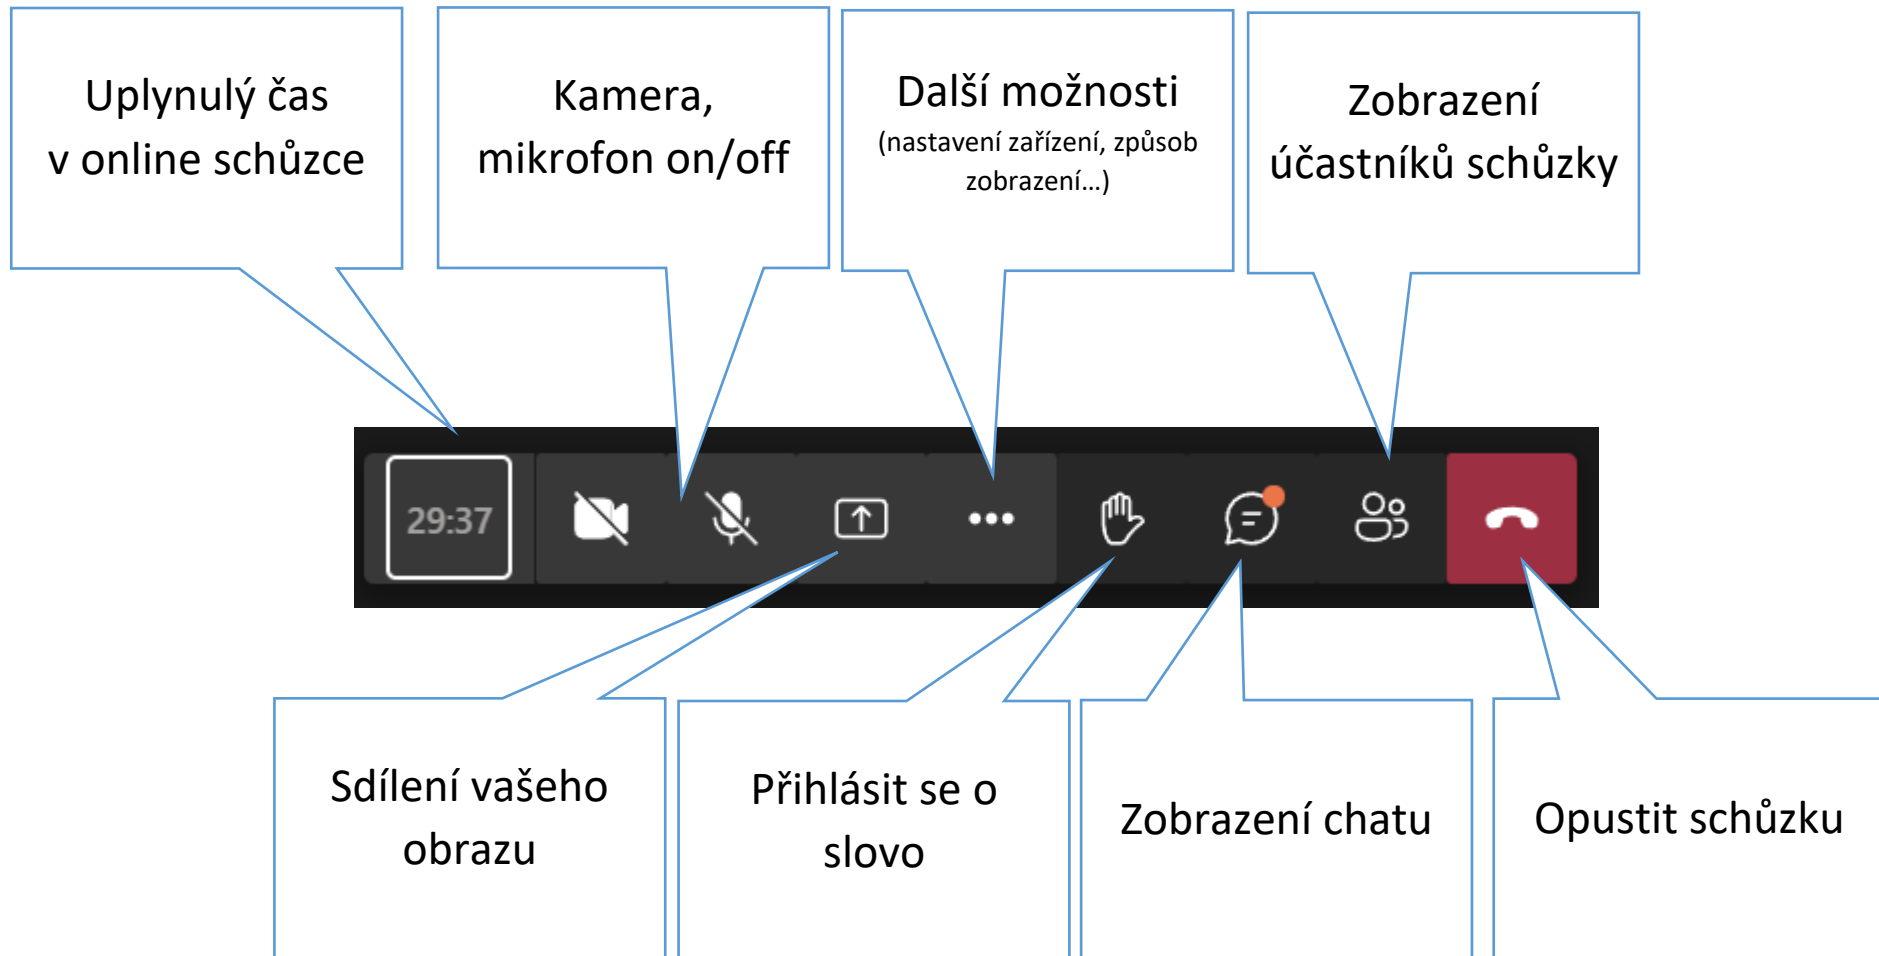 Uplynulý čas
v online schůzce
Kamera,
mikrofon on/off
Další možnosti
(nastavení zařízení, způsob
zobrazení...)
Zobrazení
účastníků schůzky
29:37
Sdílení vašeho
obrazu
Přihlásit se o
slovo
Zobrazení chatu
Opustit schůzku